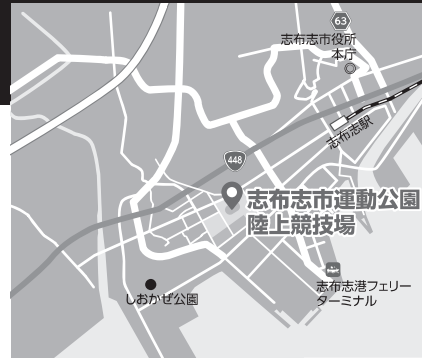 63
志布志市役所
本庁
志布志駅
448
志布志市運動公園
陸上競技場
志布志港フェリー
ターミナル
しおかぜ公園